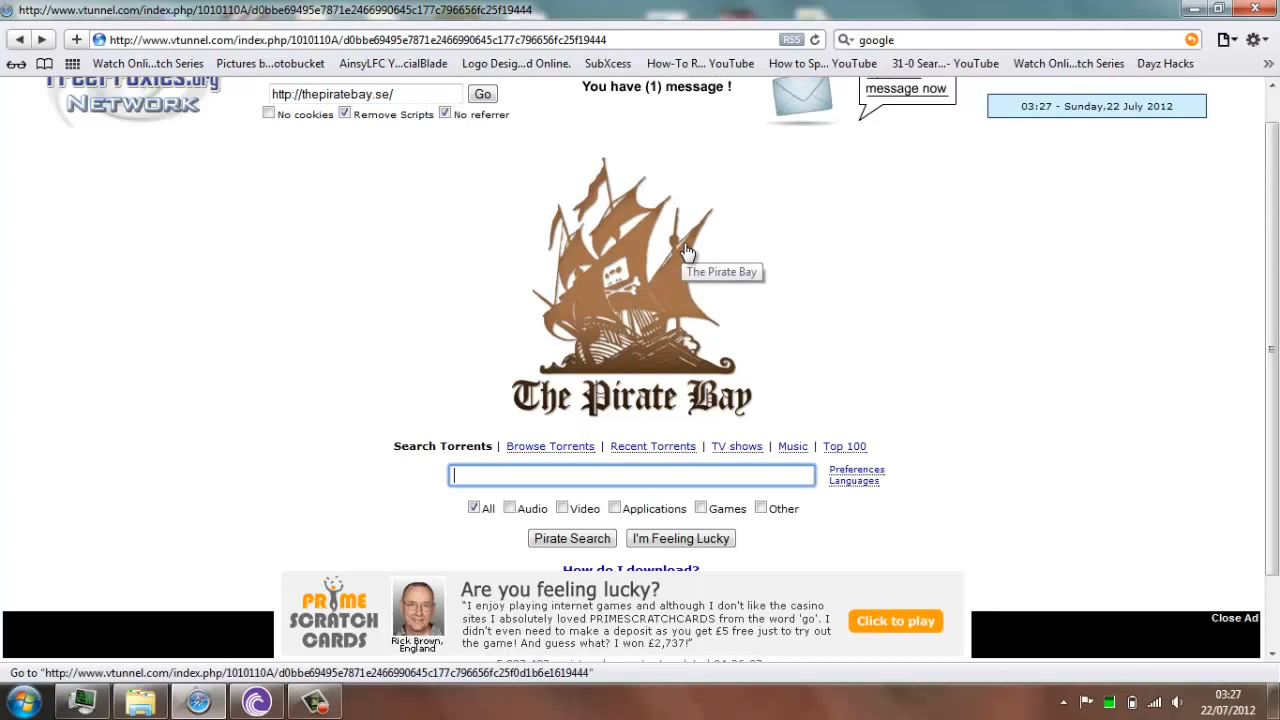 http://www.vtunnel.com/index.php/1010110A/d0bbe69495e7871e2466990645c177c796656fc25f19444
http://www.vtunnel.com/index.php/1010110A/d0bbe69495e7871e2466990645c177c796656fc25f19444 RSS google
Watch Onli...tch Series Pictures b...otobucket AinsyLFC Y...cialBlade Logo Desig...d Online. SubXcess How-To R... YouTube How to Sp... YouTube 31-0 Sear... YouTube Watch Onli...tch Series Dayz Hacks
FreeProxies.org
NETWORK
http://thepiratebay.se/ Go
No cookies Remove Scripts No referrer
You have (1) message !
message now
03:27 - Sunday,22 July 2012
The Pirate Bay
The Pirate Bay
Search Torrents | Browse Torrents | Recent Torrents | TV shows | Music | Top 100
Preferences
Languages
All Audio Video Applications Games Other
Pirate Search I'm Feeling Lucky
How do I download?
PRIME
SCRATCH
CARDS
Rick Brown,
England
Are you feeling lucky?
"I enjoy playing internet games and although I don't like the casino
sites I absolutely loved PRIMESCRATCHCARDS from the word 'go'. I
didn't even need to make a deposit as you get £5 free just to try out
the game! And guess what? I won £2,737!"
Click to play
Close Ad
Go to "http://www.vtunnel.com/index.php/1010110A/d0bbe69495e7871e2466990645c177c796656fc25f0d1b6e1619444"
03:27
22/07/2012